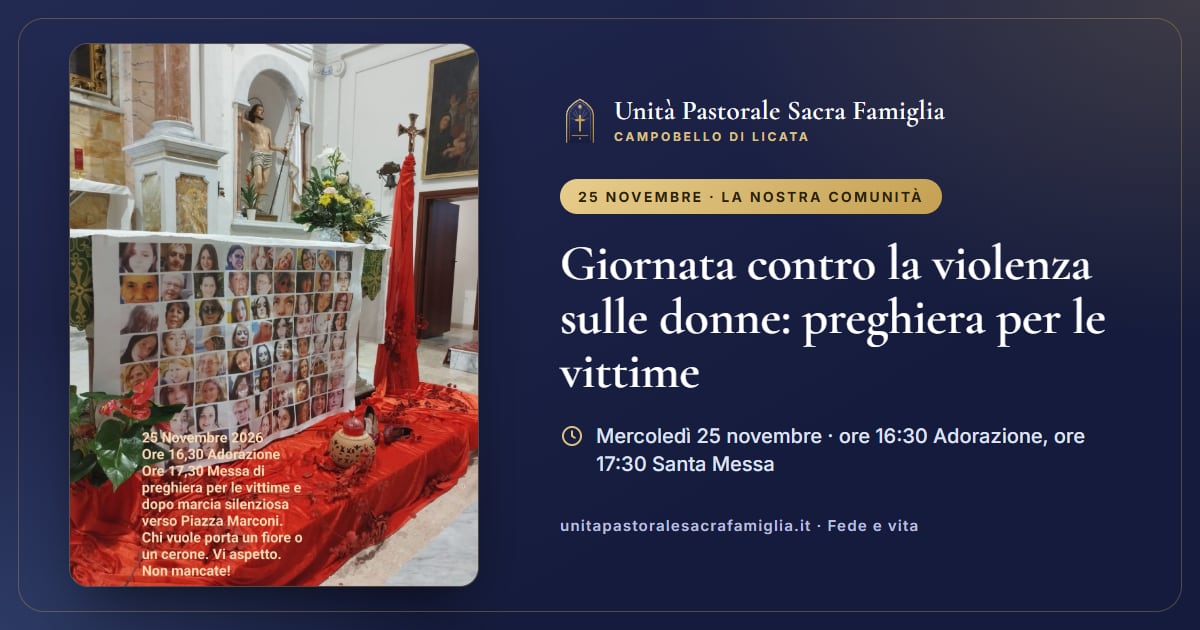 25 Novembre 2026
Ore 16,30 Adorazione
Ore 17,30 Messa di
preghiera per le vittime e
dopo marcia silenziosa
verso Piazza Marconi.
Chi vuole porta un fiore o
un cerone. Vi aspetto.
Non mancate!
Unità Pastorale Sacra Famiglia
CAMPOBELLO DI LICATA
25 NOVEMBRE · LA NOSTRA COMUNITÀ
Giornata contro la violenza
sulle donne: preghiera per le
vittime
Mercoledì 25 novembre · ore 16:30 Adorazione, ore
17:30 Santa Messa
unitapastoralesacrafamiglia.it · Fede e vita